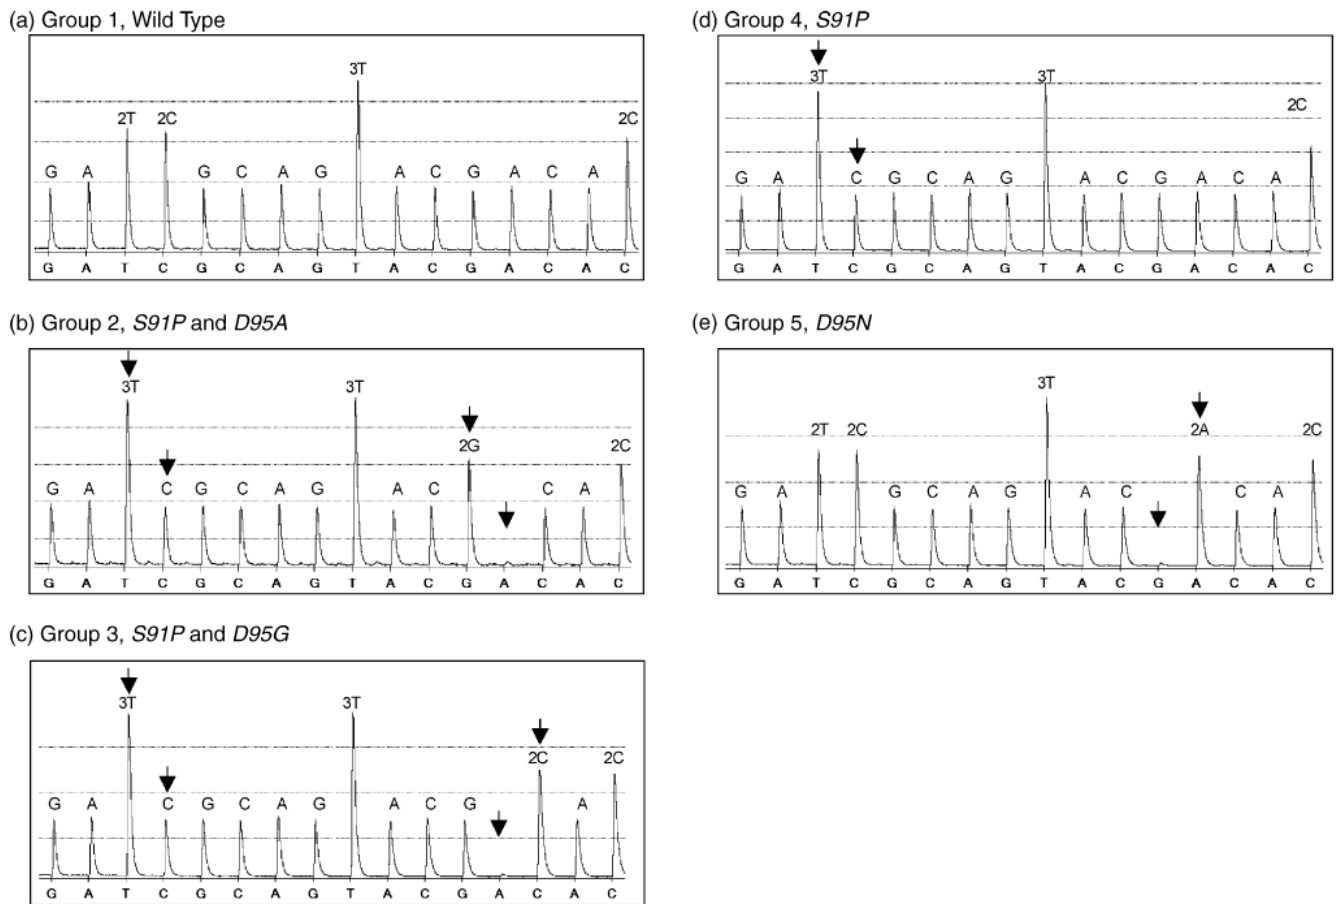 (a) Group 1, Wild Type
3T
2T 2C 2C
G A G C A G A C G A C A
G A T C G C A G T A C G A C A C
(b) Group 2, S91P and D95A
3T 3T
2G 2C
G A C G C A G A C C A
G A T C G C A G T A C G A C A C
(c) Group 3, S91P and D95G
3T 3T
2C 2C
G A C G C A G A C G A
G A T C G C A G T A C G A C A C
(d) Group 4, S91P
3T 3T
2C
G A C G C A G A C G A C A
G A T C G C A G T A C G A C A C
(e) Group 5, D95N
3T
2T 2C 2A 2C
G A G C A G A C C A
G A T C G C A G T A C G A C A C